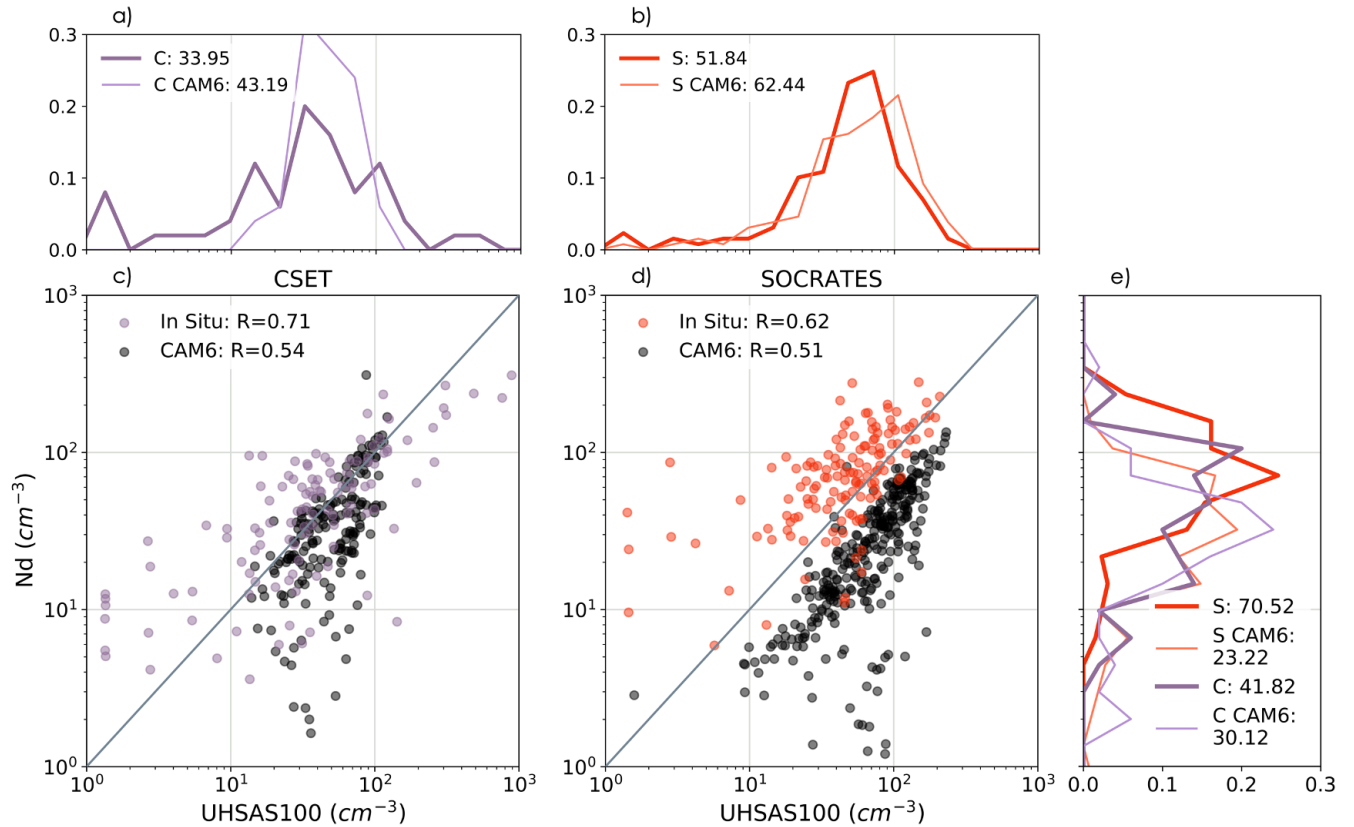 a)
b)
0.3
0.2
0.1
0.0
C: 33.95
C CAM6: 43.19
0.3
0.2
0.1
0.0
S: 51.84
S CAM6: 62.44
c)
CSET
d)
SOCRATES
e)
10³
10²
10¹
10⁰
Nd (cm⁻³)
In Situ: R=0.71
CAM6: R=0.54
10⁰
10¹
10²
10³
UHSAS100 (cm⁻³)
10³
10²
10¹
10⁰
In Situ: R=0.62
CAM6: R=0.51
10⁰
10¹
10²
10³
UHSAS100 (cm⁻³)
S: 70.52
S CAM6:
23.22
C: 41.82
C CAM6:
30.12
0.0
0.1
0.2
0.3